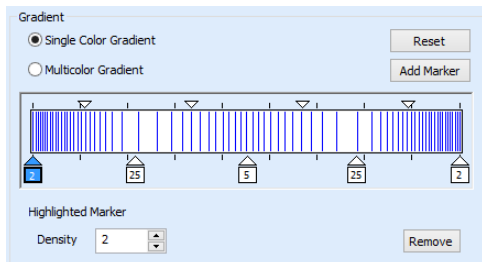 Gradient
Single Color Gradient
Reset
Multicolor Gradient
Add Marker
2 25 5 25 2
Highlighted Marker
Density 2
Remove